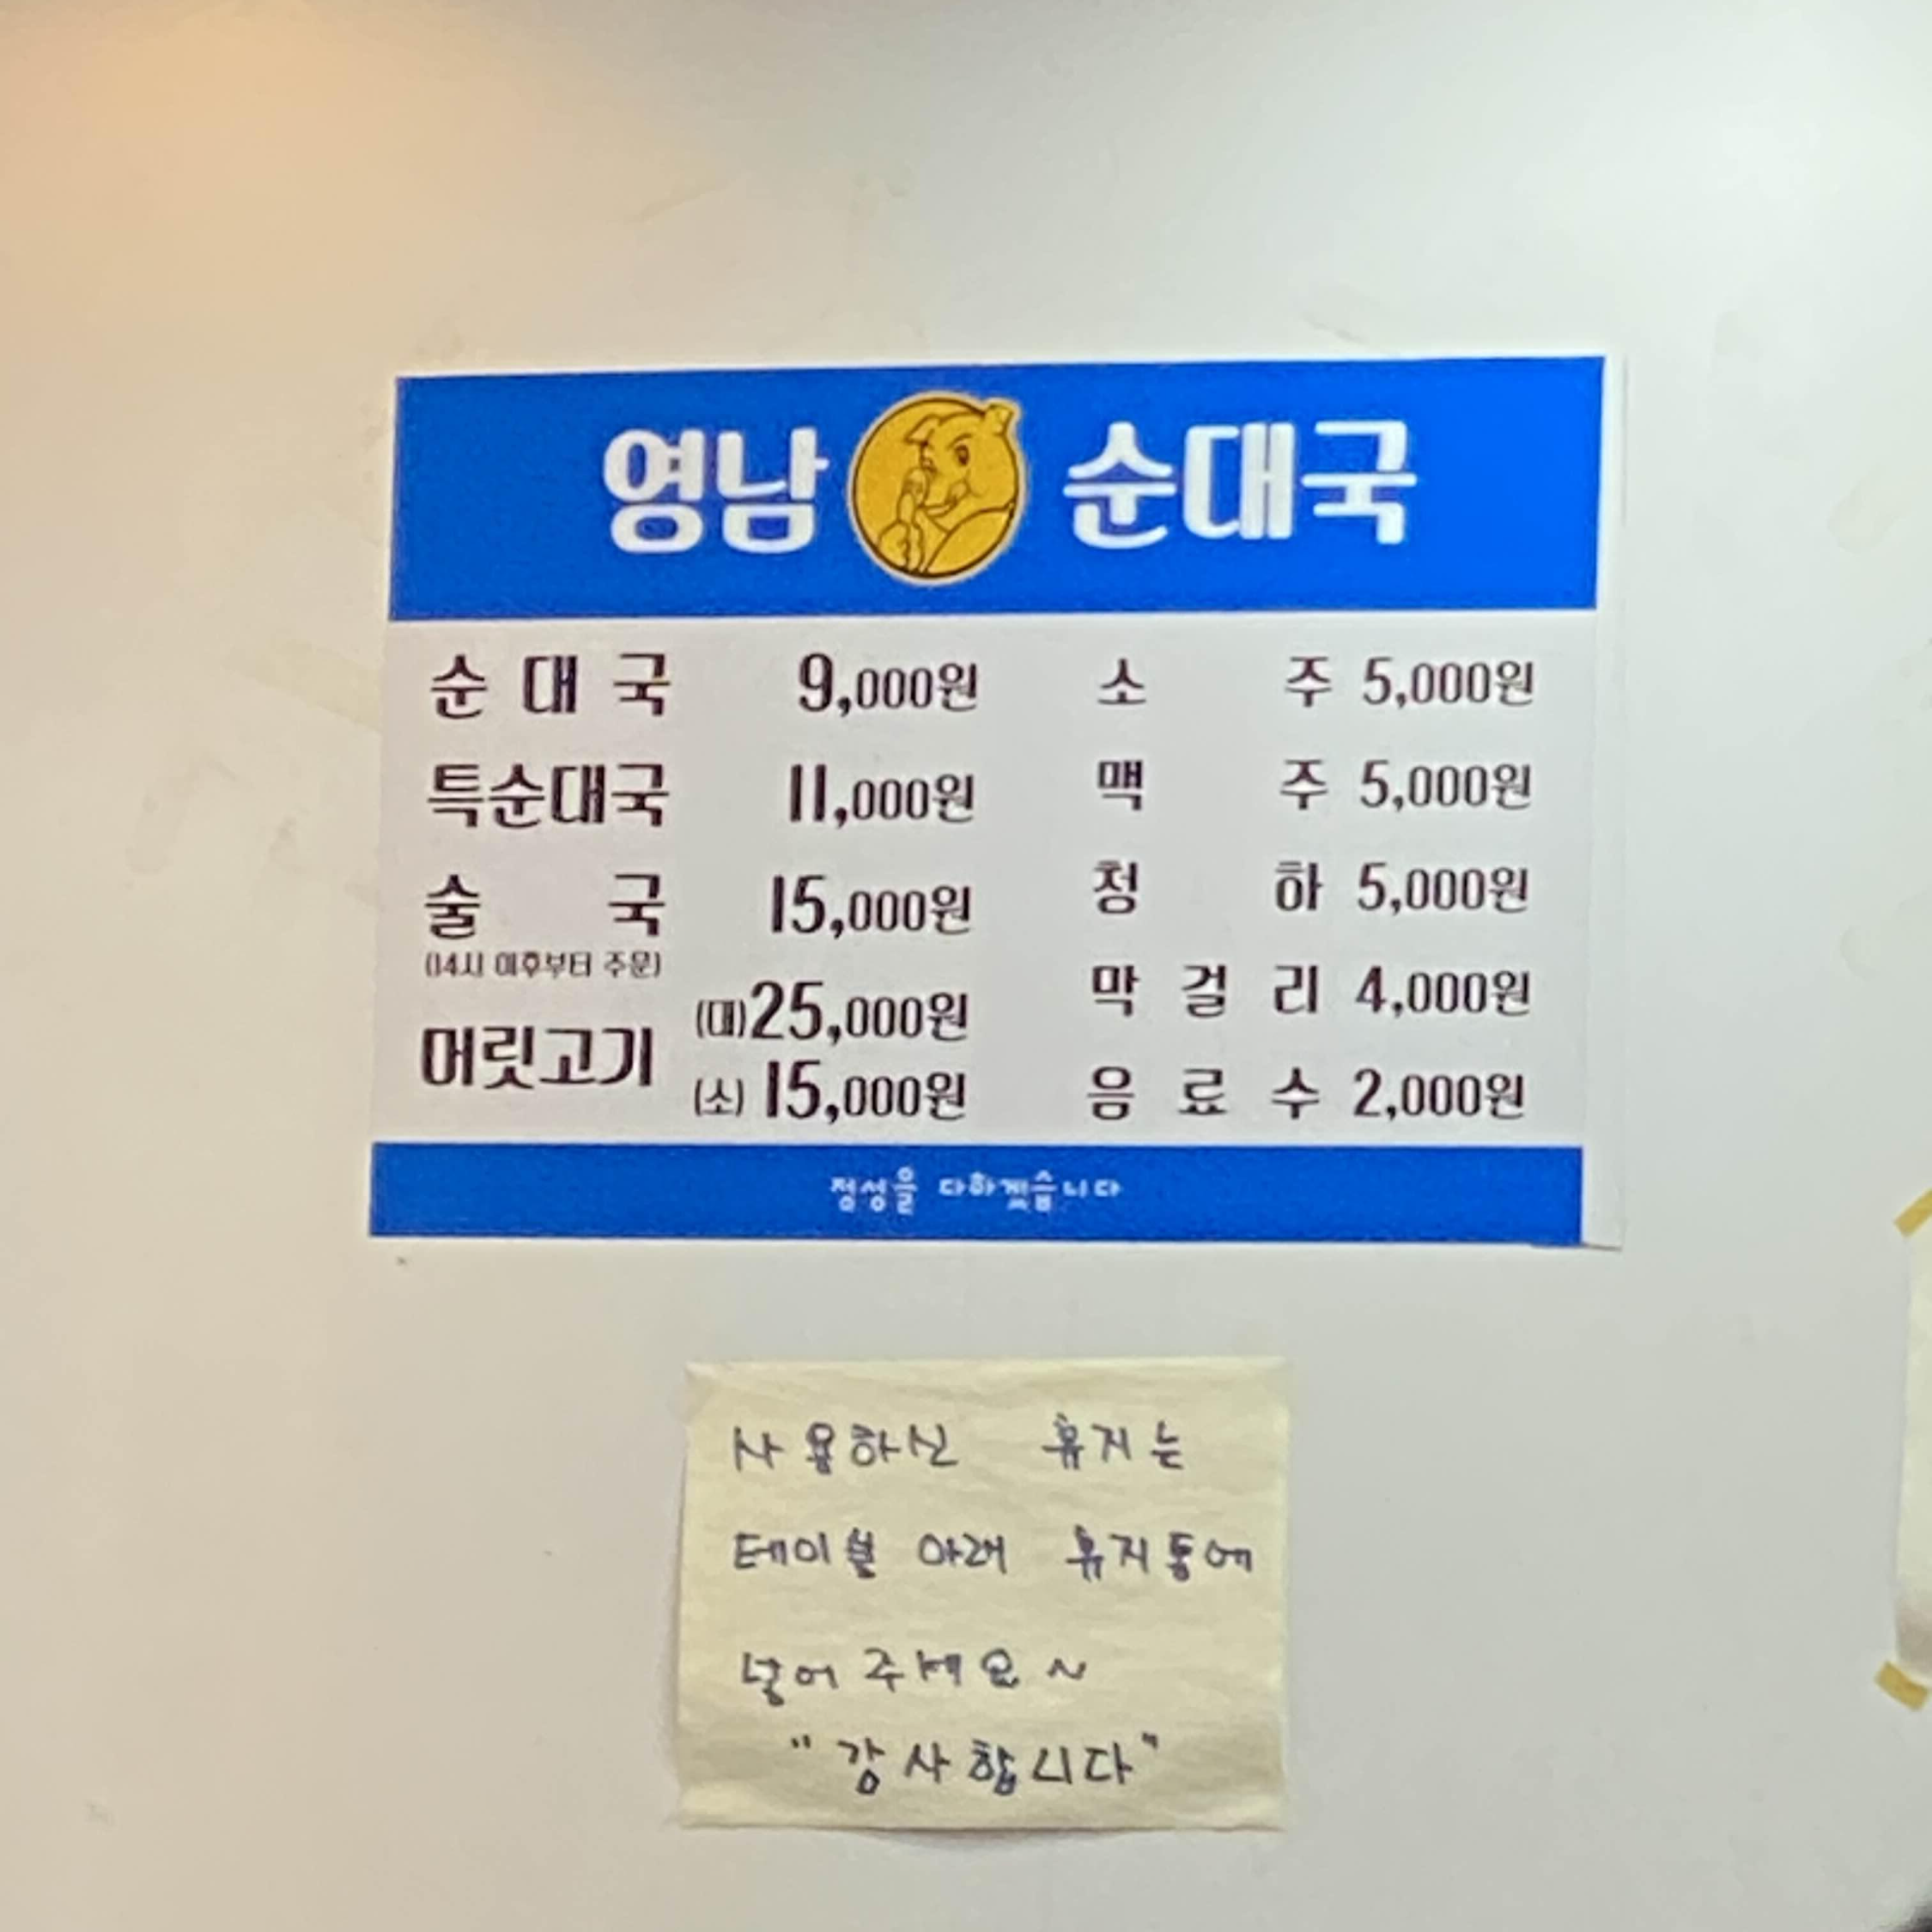 영남 순대국
순대국 9,000원
특순대국 11,000원
술국 15,000원
(14시 이후부터 주문)
머릿고기 (대)25,000원
(소)15,000원
소주 5,000원
맥주 5,000원
청하 5,000원
막걸리 4,000원
음료수 2,000원
정성을 다하겠습니다
사용하신 휴지는
테이블 아래 휴지통에
넣어 주세요~
"감사합니다"